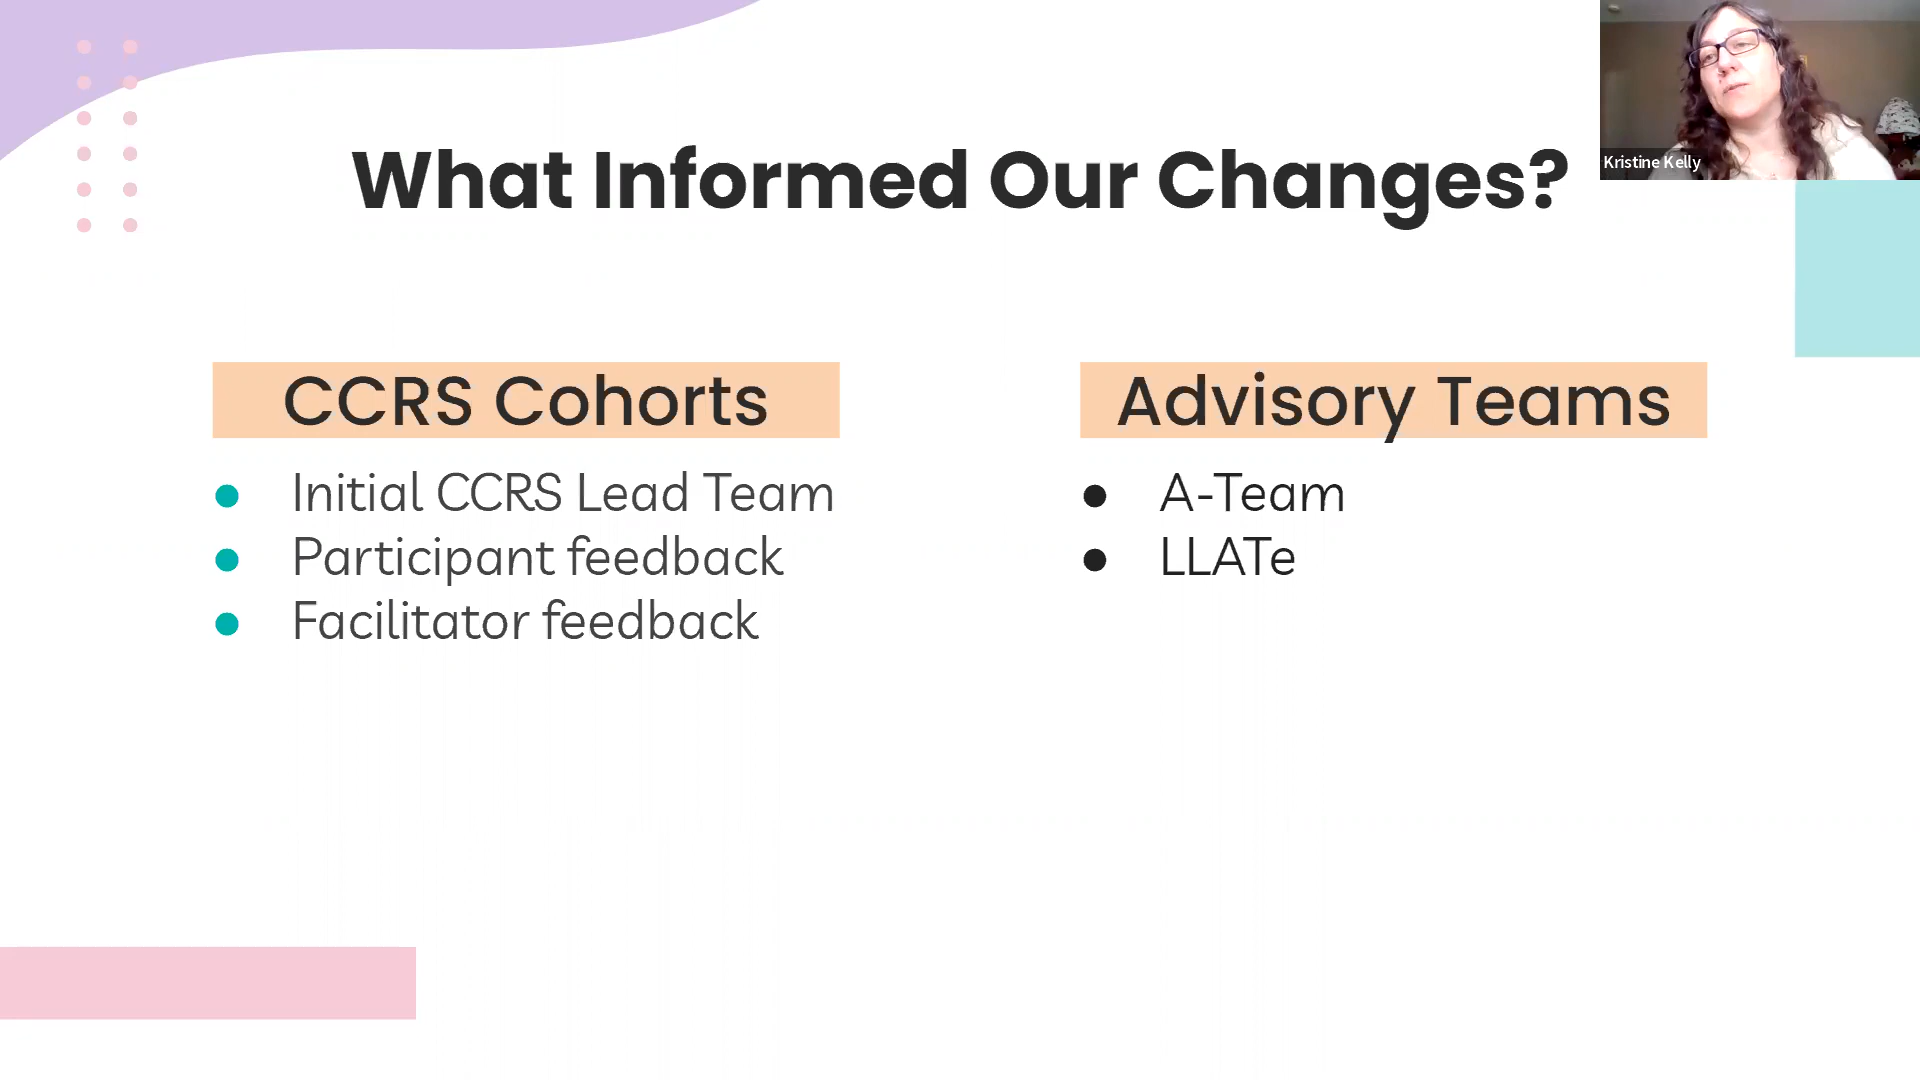 What Informed Our Changes?
Kristine Kelly
CCRS Cohorts
Initial CCRS Lead Team
Participant feedback
Facilitator feedback
Advisory Teams
A-Team
LLATe